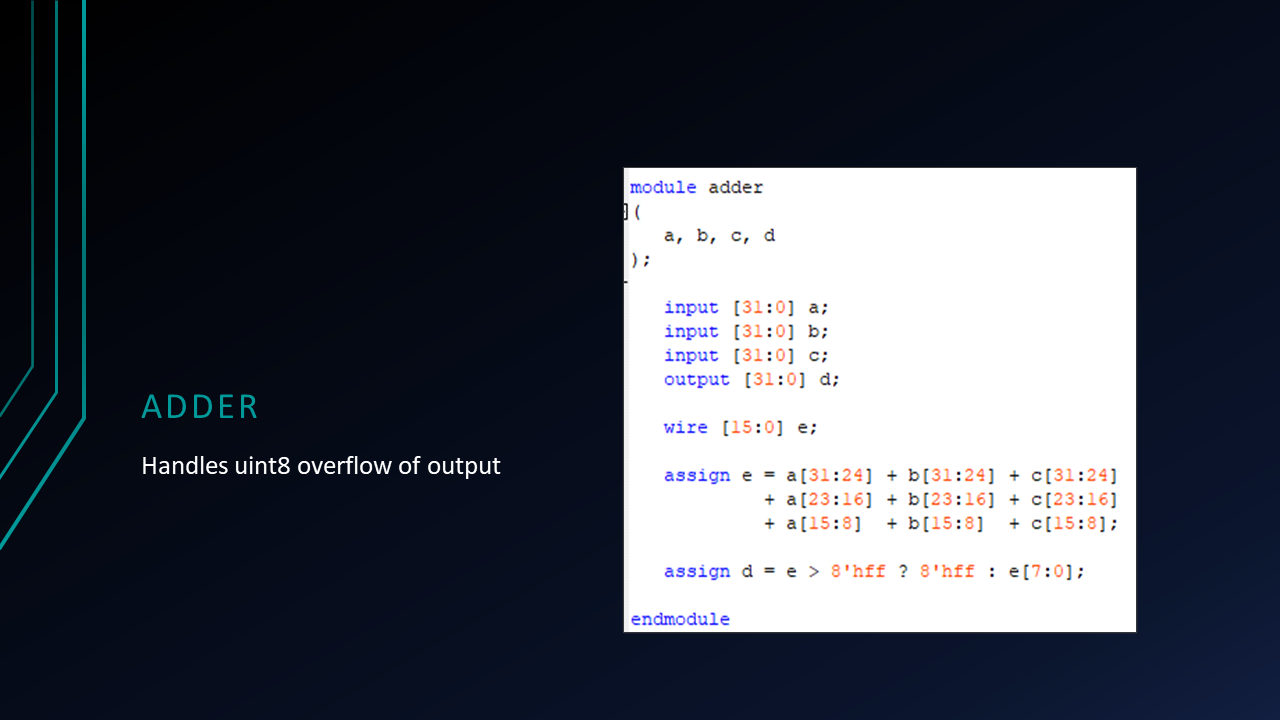 ADDER
Handles uint8 overflow of output
module adder
(
a, b, c, d
);
input [31:0] a;
input [31:0] b;
input [31:0] c;
output [31:0] d;
wire [15:0] e;
assign e = a[31:24] + b[31:24] + c[31:24]
+ a[23:16] + b[23:16] + c[23:16]
+ a[15:8] + b[15:8] + c[15:8];
assign d = e > 8'hff ? 8'hff : e[7:0];
endmodule